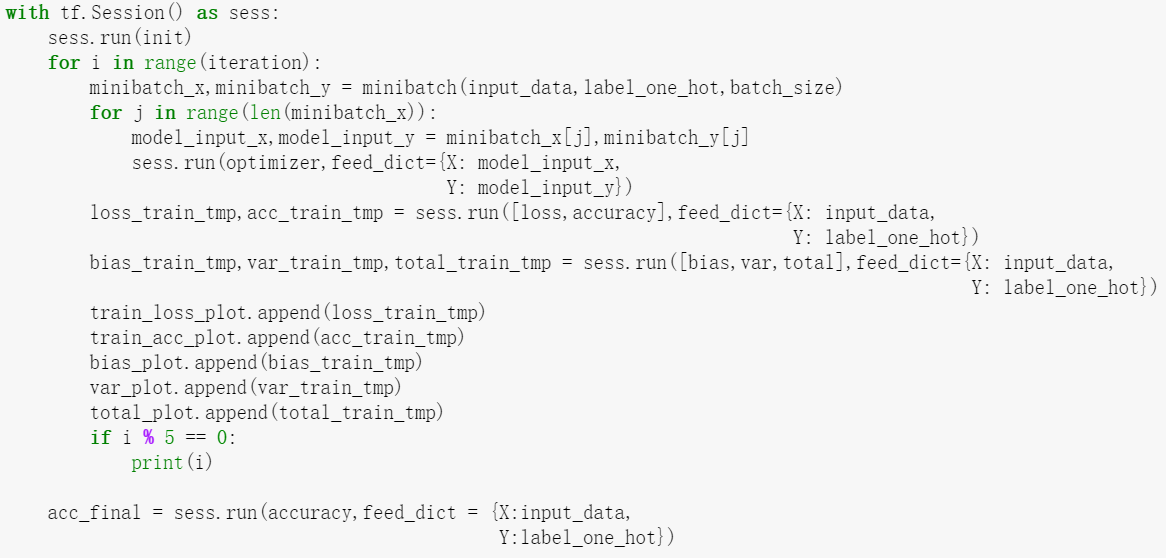 with tf.Session() as sess:
    sess.run(init)
    for i in range(iteration):
        minibatch_x,minibatch_y = minibatch(input_data,label_one_hot,batch_size)
        for j in range(len(minibatch_x)):
            model_input_x,model_input_y = minibatch_x[j],minibatch_y[j]
            sess.run(optimizer,feed_dict={X: model_input_x,
                                          Y: model_input_y})
        loss_train_tmp,acc_train_tmp = sess.run([loss,accuracy],feed_dict={X: input_data,
                                                                           Y: label_one_hot})
        bias_train_tmp,var_train_tmp,total_train_tmp = sess.run([bias,var,total],feed_dict={X: input_data,
                                                                                            Y: label_one_hot})
        train_loss_plot.append(loss_train_tmp)
        train_acc_plot.append(acc_train_tmp)
        bias_plot.append(bias_train_tmp)
        var_plot.append(var_train_tmp)
        total_plot.append(total_train_tmp)
        if i % 5 == 0:
            print(i)

    acc_final = sess.run(accuracy,feed_dict = {X:input_data,
                                               Y:label_one_hot})